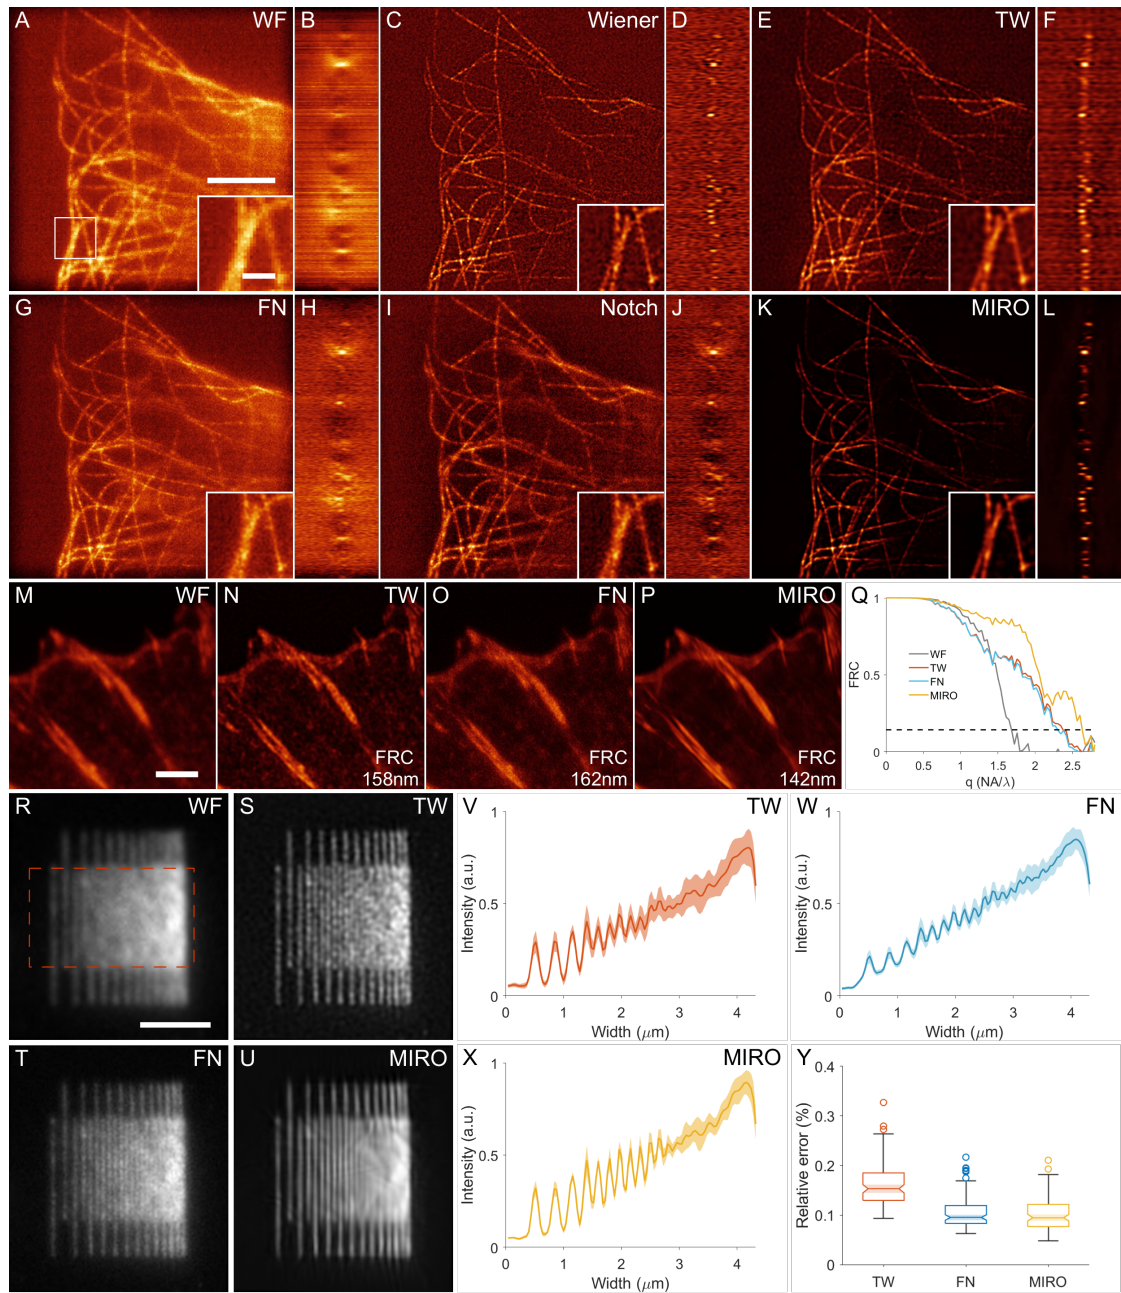 A WF B C Wiener D E TW F
G FN H I Notch J K MIRO L
M WF N TW O FN P MIRO
FRC 158nm
FRC 162nm
FRC 142nm
Q
1
0.5
0
FRC
WF
TW
FN
MIRO
0 0.5 1 1.5 2 2.5
q (NA/λ)
R WF S TW
V TW
1
0.5
0
Intensity (a.u.)
0 1 2 3 4
Width (μm)
W FN
1
0.5
0
Intensity (a.u.)
0 1 2 3 4
Width (μm)
T FN U MIRO
X MIRO
1
0.5
0
Intensity (a.u.)
0 1 2 3 4
Width (μm)
Y
0.4
0.3
0.2
0.1
0
Relative error (%)
TW FN MIRO